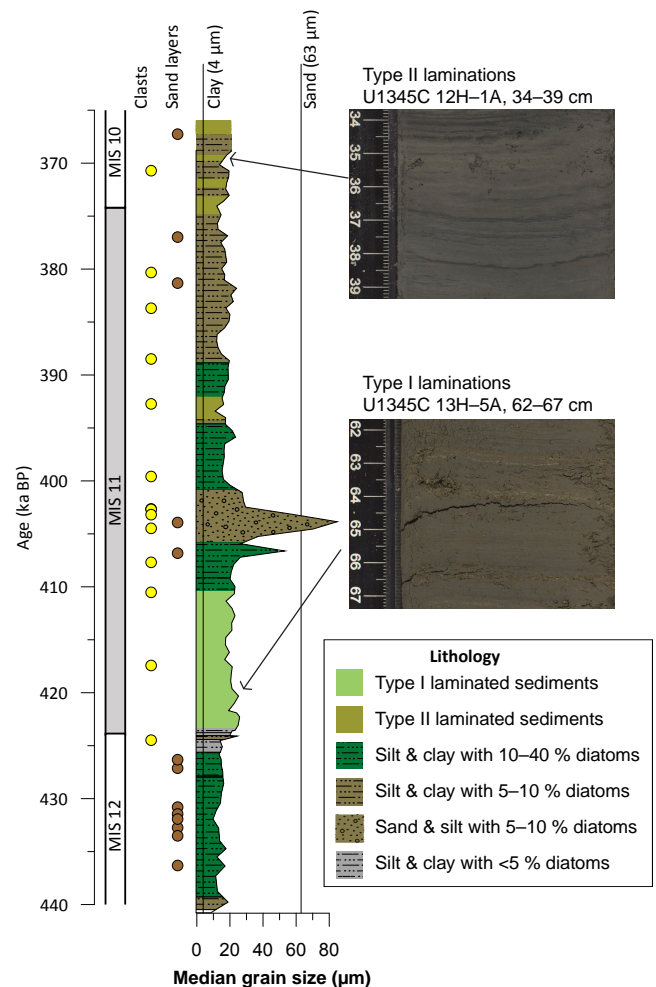 Clasts
Sand layers
Clay (4 µm)
Sand (63 µm)
Type II laminations
U1345C 12H–1A, 34–39 cm
34
35
36
37
38
39
MIS 10
MIS 11
MIS 12
Age (ka BP)
370
380
390
400
410
420
430
440
Type I laminations
U1345C 13H–5A, 62–67 cm
62
63
64
65
66
67
Lithology
Type I laminated sediments
Type II laminated sediments
Silt & clay with 10–40 % diatoms
Silt & clay with 5–10 % diatoms
Sand & silt with 5–10 % diatoms
Silt & clay with <5 % diatoms
0 20 40 60 80
Median grain size (µm)